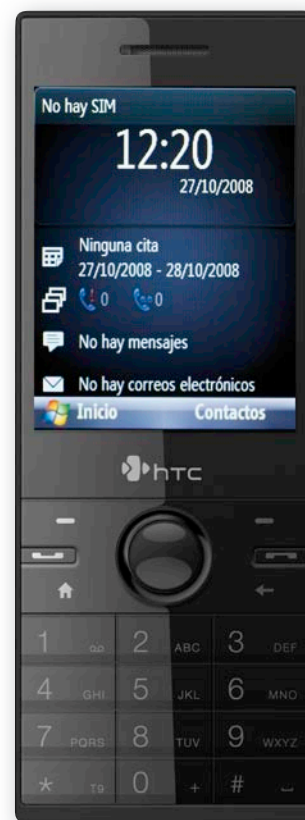 No hay SIM
12:20
27/10/2008
Ninguna cita
27/10/2008 - 28/10/2008
0 0
No hay mensajes
No hay correos electrónicos
Inicio Contactos
hTC
1 2 ABC 3 DEF
4 GHI 5 JKL 6 MNO
7 PQRS 8 TUV 9 WXYZ
* T9 0 + #